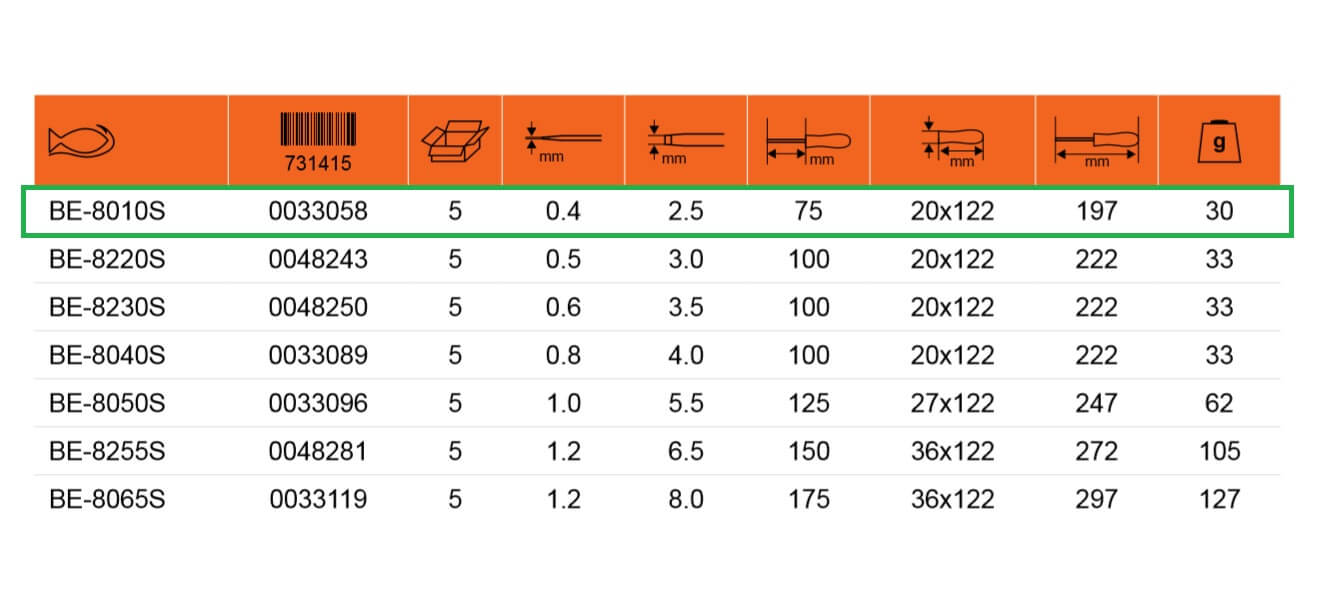 731415
mm mm mm mm mm g
BE-8010S 0033058 5 0.4 2.5 75 20x122 197 30
BE-8220S 0048243 5 0.5 3.0 100 20x122 222 33
BE-8230S 0048250 5 0.6 3.5 100 20x122 222 33
BE-8040S 0033089 5 0.8 4.0 100 20x122 222 33
BE-8050S 0033096 5 1.0 5.5 125 27x122 247 62
BE-8255S 0048281 5 1.2 6.5 150 36x122 272 105
BE-8065S 0033119 5 1.2 8.0 175 36x122 297 127